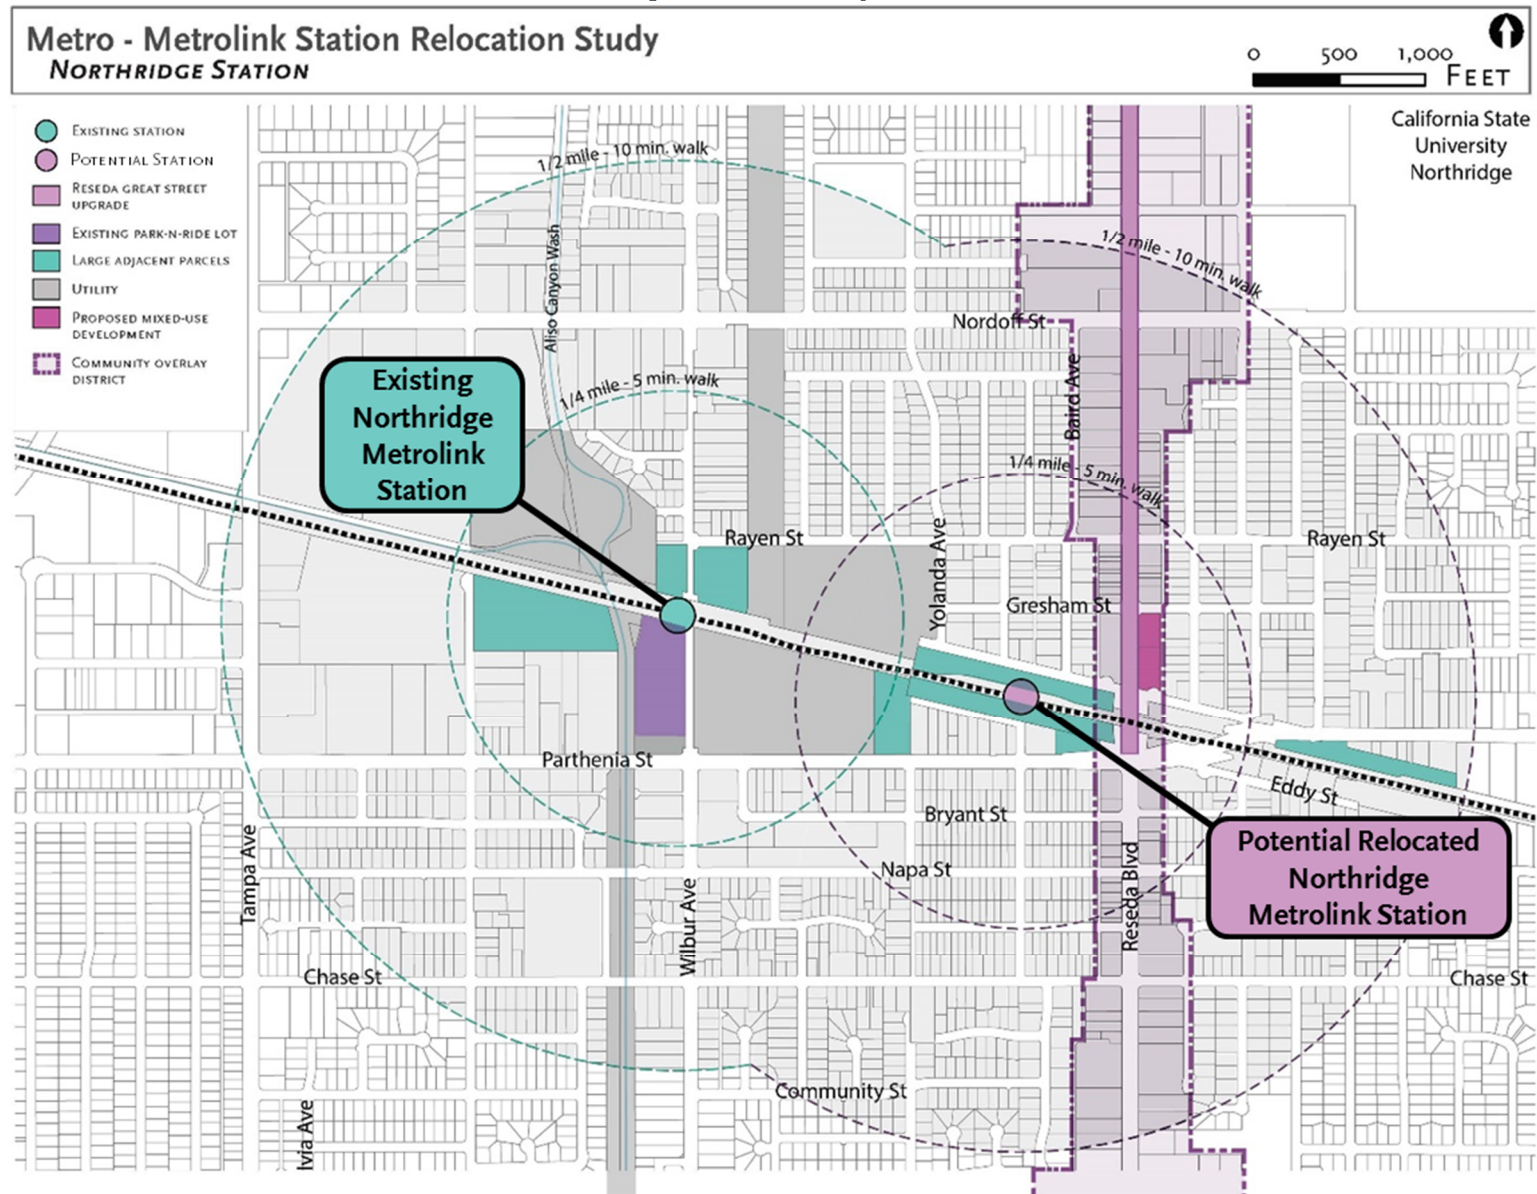 Metro - Metrolink Station Relocation Study
NORTHRIDGE STATION
0 500 1,000 FEET
EXISTING STATION
POTENTIAL STATION
RESEDA GREAT STREET
UPGRADE
EXISTING PARK-N-RIDE LOT
LARGE ADJACENT PARCELS
UTILITY
PROPOSED MIXED-USE
DEVELOPMENT
COMMUNITY OVERLAY
DISTRICT
California State
University
Northridge
1/2 mile - 10 min. walk
1/2 mile - 10 min. walk
Aliso Canyon Wash
Nordoff St
1/4 mile - 5 min. walk
Baird Ave
Existing
Northridge
Metrolink
Station
1/4 mile - 5 min. walk
Rayen St
Rayen St
Yolanda Ave
Gresham St
Parthenia St
Eddy St
Bryant St
Tampa Ave
Napa St
Wilbur Ave
Reseda Blvd
Potential Relocated
Northridge
Metrolink Station
Chase St
Chase St
Community St
lvia Ave